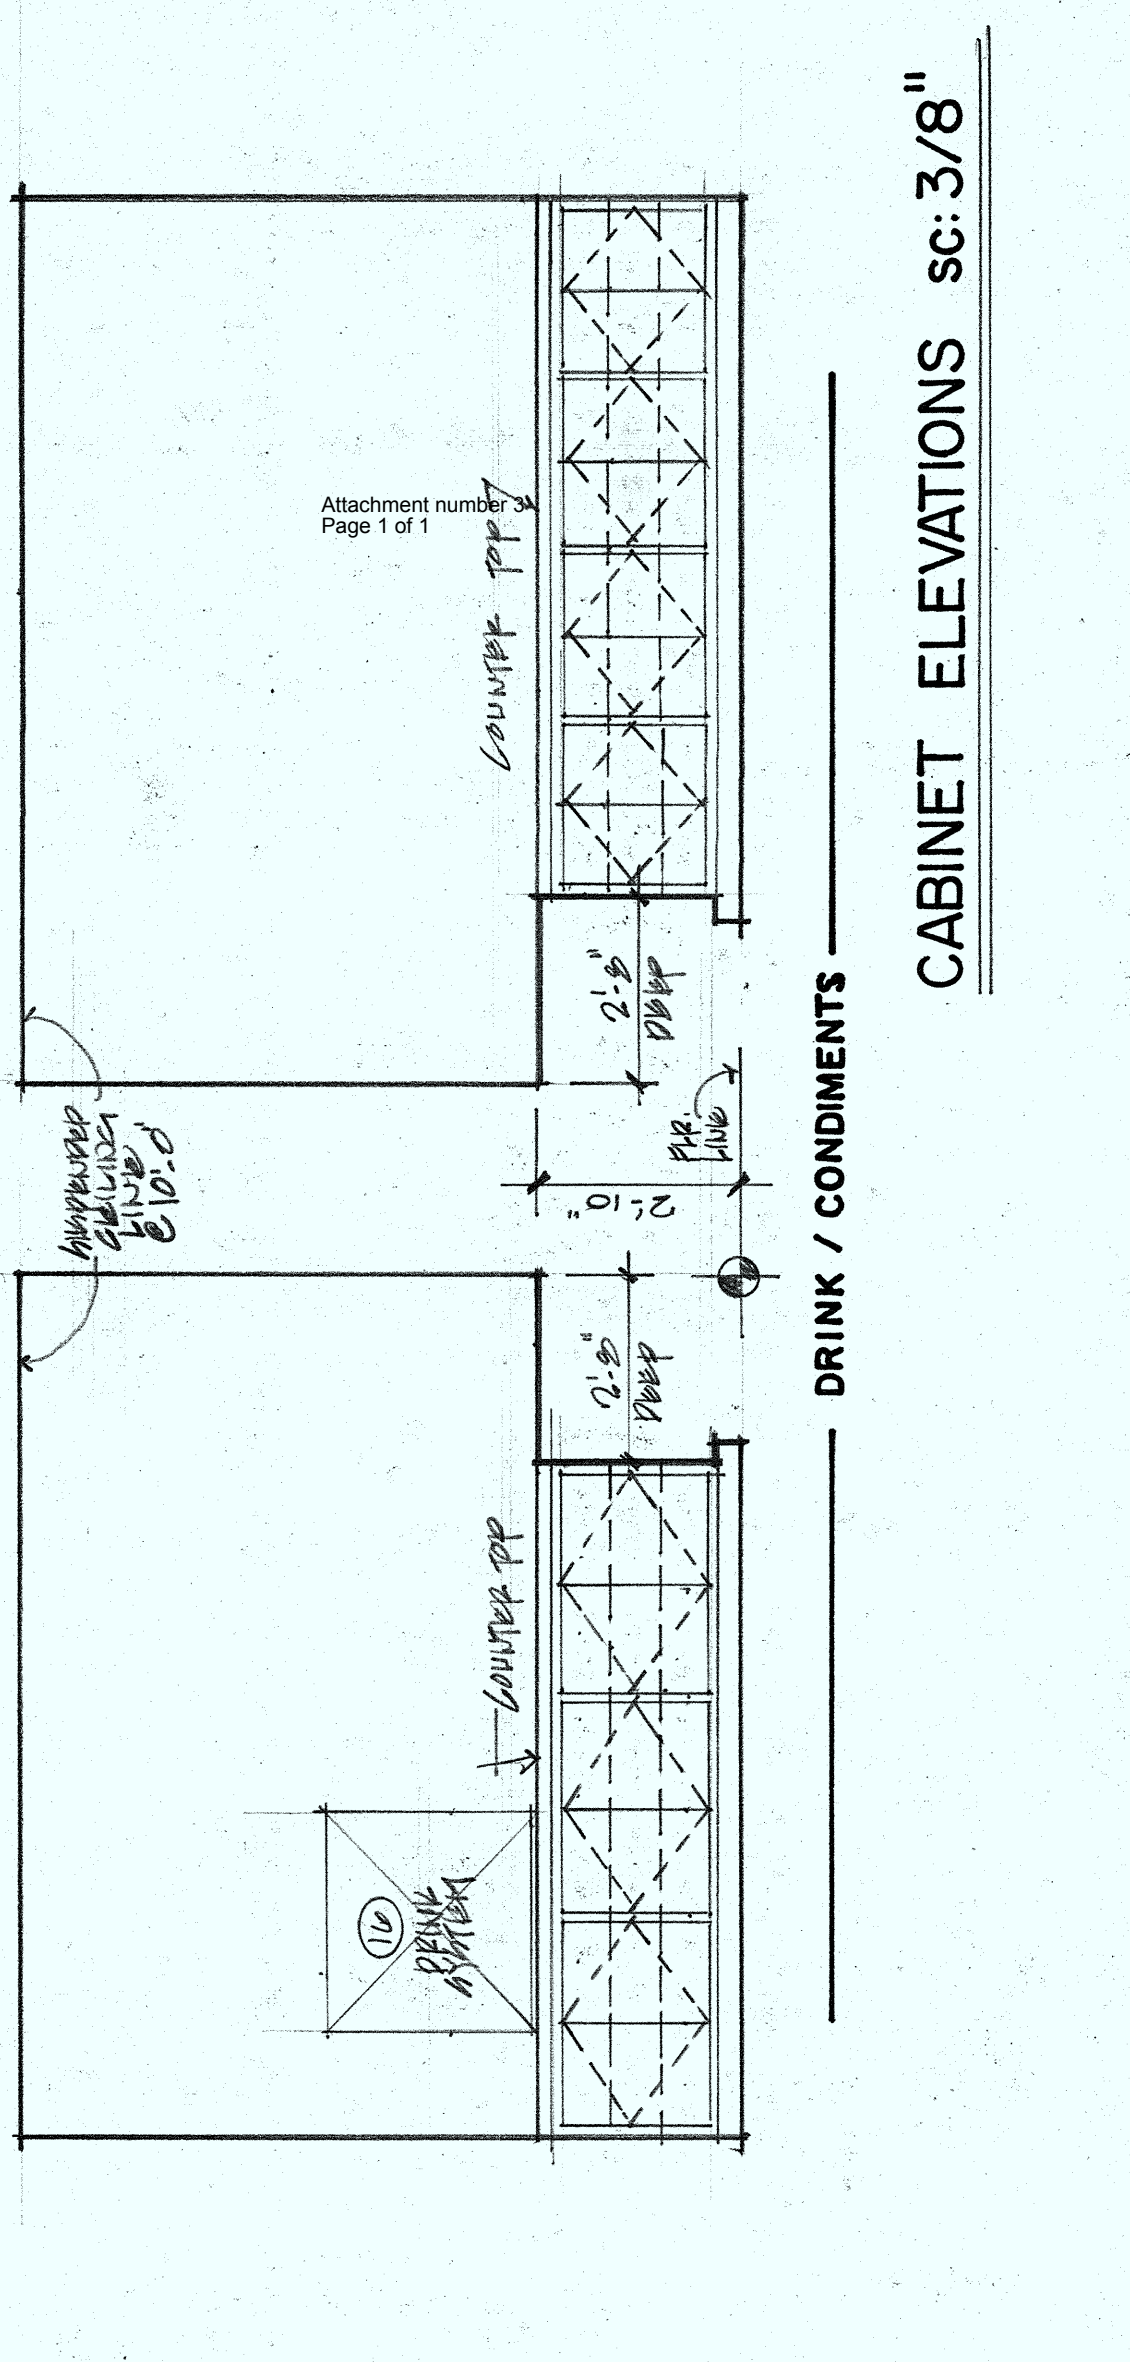 Attachment number 3
Page 1 of 1
SUSPENDED
CEILING
LINE
@ 10'-0"
COUNTER TOP
16
DRINK
SYSTEM
2'-8"
DEEP
2'-10"
FLR.
LINE
2'-8"
DEEP
COUNTER TOP
DRINK / CONDIMENTS
CABINET ELEVATIONS sc: 3/8"